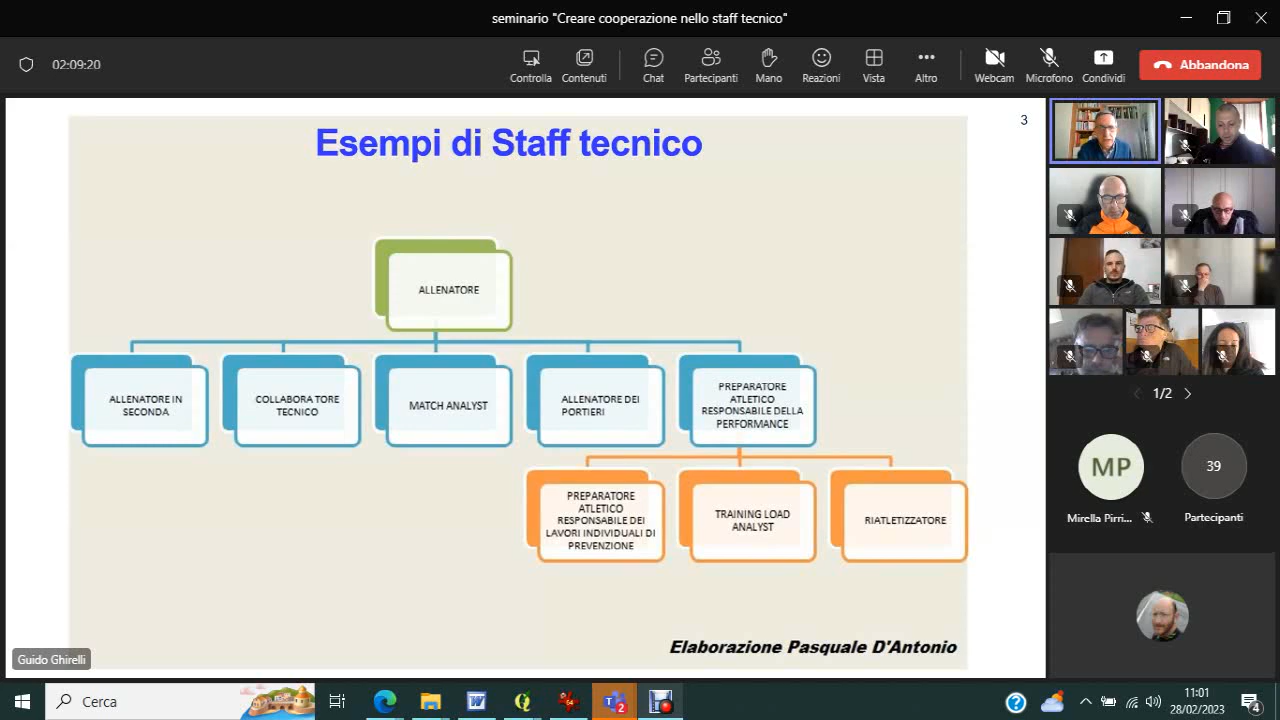 seminario "Creare cooperazione nello staff tecnico"
02:09:20
Controlla
Contenuti
Chat
Partecipanti
Mano
Reazioni
Vista
Altro
Webcam
Microfono
Condividi
Abbandona
3
Esempi di Staff tecnico
ALLENATORE
ALLENATORE IN
SECONDA
COLLABORA TORE
TECNICO
MATCH ANALYST
ALLENATORE DEI
PORTIERI
PREPARATORE
ATLETICO
RESPONSABILE DELLA
PERFORMANCE
PREPARATORE
ATLETICO
RESPONSABILE DEI
LAVORI INDIVIDUALI DI
PREVENZIONE
TRAINING LOAD
ANALYST
RIATLETIZZATORE
Elaborazione Pasquale D'Antonio
Guido Ghirelli
1/2
MP
39
Mirella Pirri...
Partecipanti
Cerca
2
11:01
28/02/2023
4